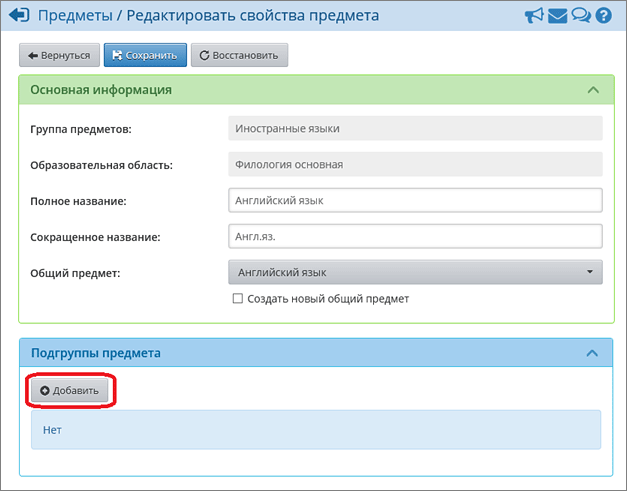 Предметы / Редактировать свойства предмета
Вернуться Сохранить Восстановить
Основная информация
Группа предметов: Иностранные языки
Образовательная область: Филология основная
Полное название: Английский язык
Сокращенное название: Англ.яз.
Общий предмет: Английский язык
Создать новый общий предмет
Подгруппы предмета
Добавить
Нет